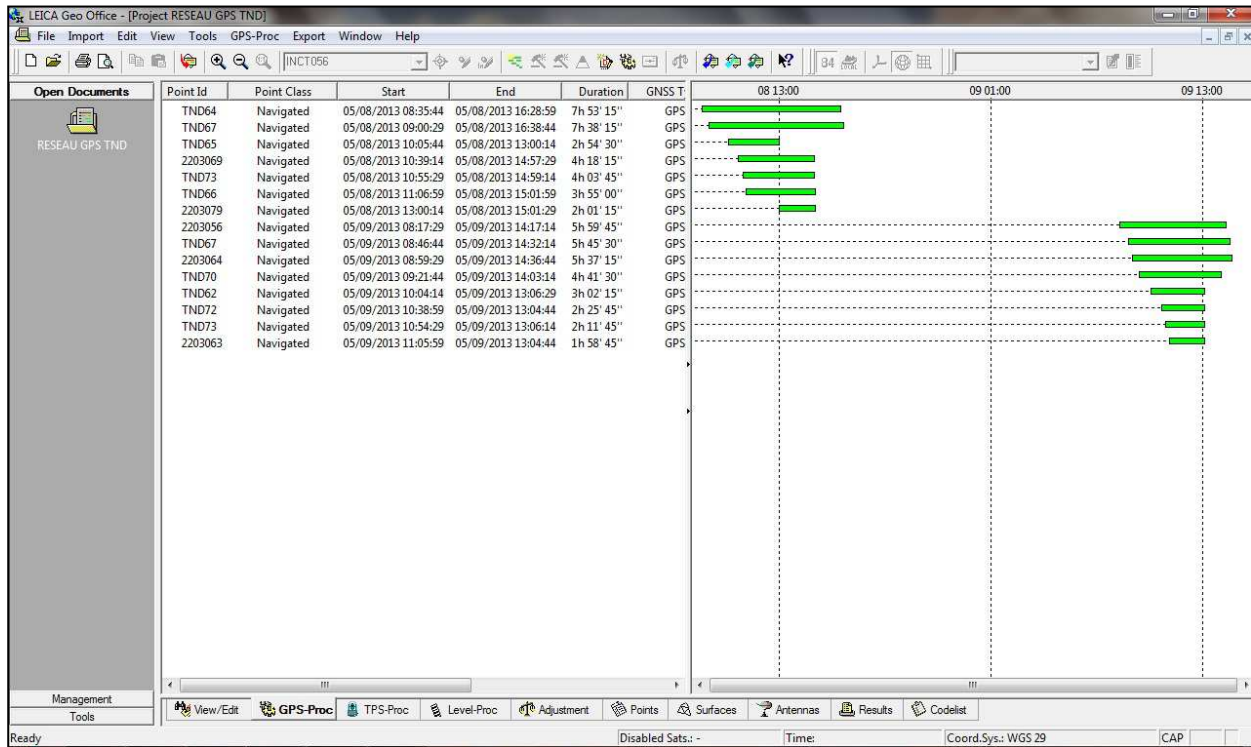 LEICA Geo Office - [Project RESEAU GPS TND]
File Import Edit View Tools GPS-Proc Export Window Help
INCT056
84
Open Documents
RESEAU GPS TND
Management
Tools
Point Id Point Class Start End Duration GNSS T 08 13:00 09 01:00 09 13:00
TND64 Navigated 05/08/2013 08:35:44 05/08/2013 16:28:59 7h 53' 15'' GPS
TND67 Navigated 05/08/2013 09:00:29 05/08/2013 16:38:44 7h 38' 15'' GPS
TND65 Navigated 05/08/2013 10:05:44 05/08/2013 13:00:14 2h 54' 30'' GPS
2203069 Navigated 05/08/2013 10:39:14 05/08/2013 14:57:29 4h 18' 15'' GPS
TND73 Navigated 05/08/2013 10:55:29 05/08/2013 14:59:14 4h 03' 45'' GPS
TND66 Navigated 05/08/2013 11:06:59 05/08/2013 15:01:59 3h 55' 00'' GPS
2203079 Navigated 05/08/2013 13:00:14 05/08/2013 15:01:29 2h 01' 15'' GPS
2203056 Navigated 05/09/2013 08:17:29 05/09/2013 14:17:14 5h 59' 45'' GPS
TND67 Navigated 05/09/2013 08:46:44 05/09/2013 14:32:14 5h 45' 30'' GPS
2203064 Navigated 05/09/2013 08:59:29 05/09/2013 14:36:44 5h 37' 15'' GPS
TND70 Navigated 05/09/2013 09:21:44 05/09/2013 14:03:14 4h 41' 30'' GPS
TND62 Navigated 05/09/2013 10:04:14 05/09/2013 13:06:29 3h 02' 15'' GPS
TND72 Navigated 05/09/2013 10:38:59 05/09/2013 13:04:44 2h 25' 45'' GPS
TND73 Navigated 05/09/2013 10:54:29 05/09/2013 13:06:14 2h 11' 45'' GPS
2203063 Navigated 05/09/2013 11:05:59 05/09/2013 13:04:44 1h 58' 45'' GPS
View/Edit GPS-Proc TPS-Proc Level-Proc Adjustment Points Surfaces Antennas Results Codelist
Ready Disabled Sats.: - Time: Coord.Sys.: WGS 29 CAP